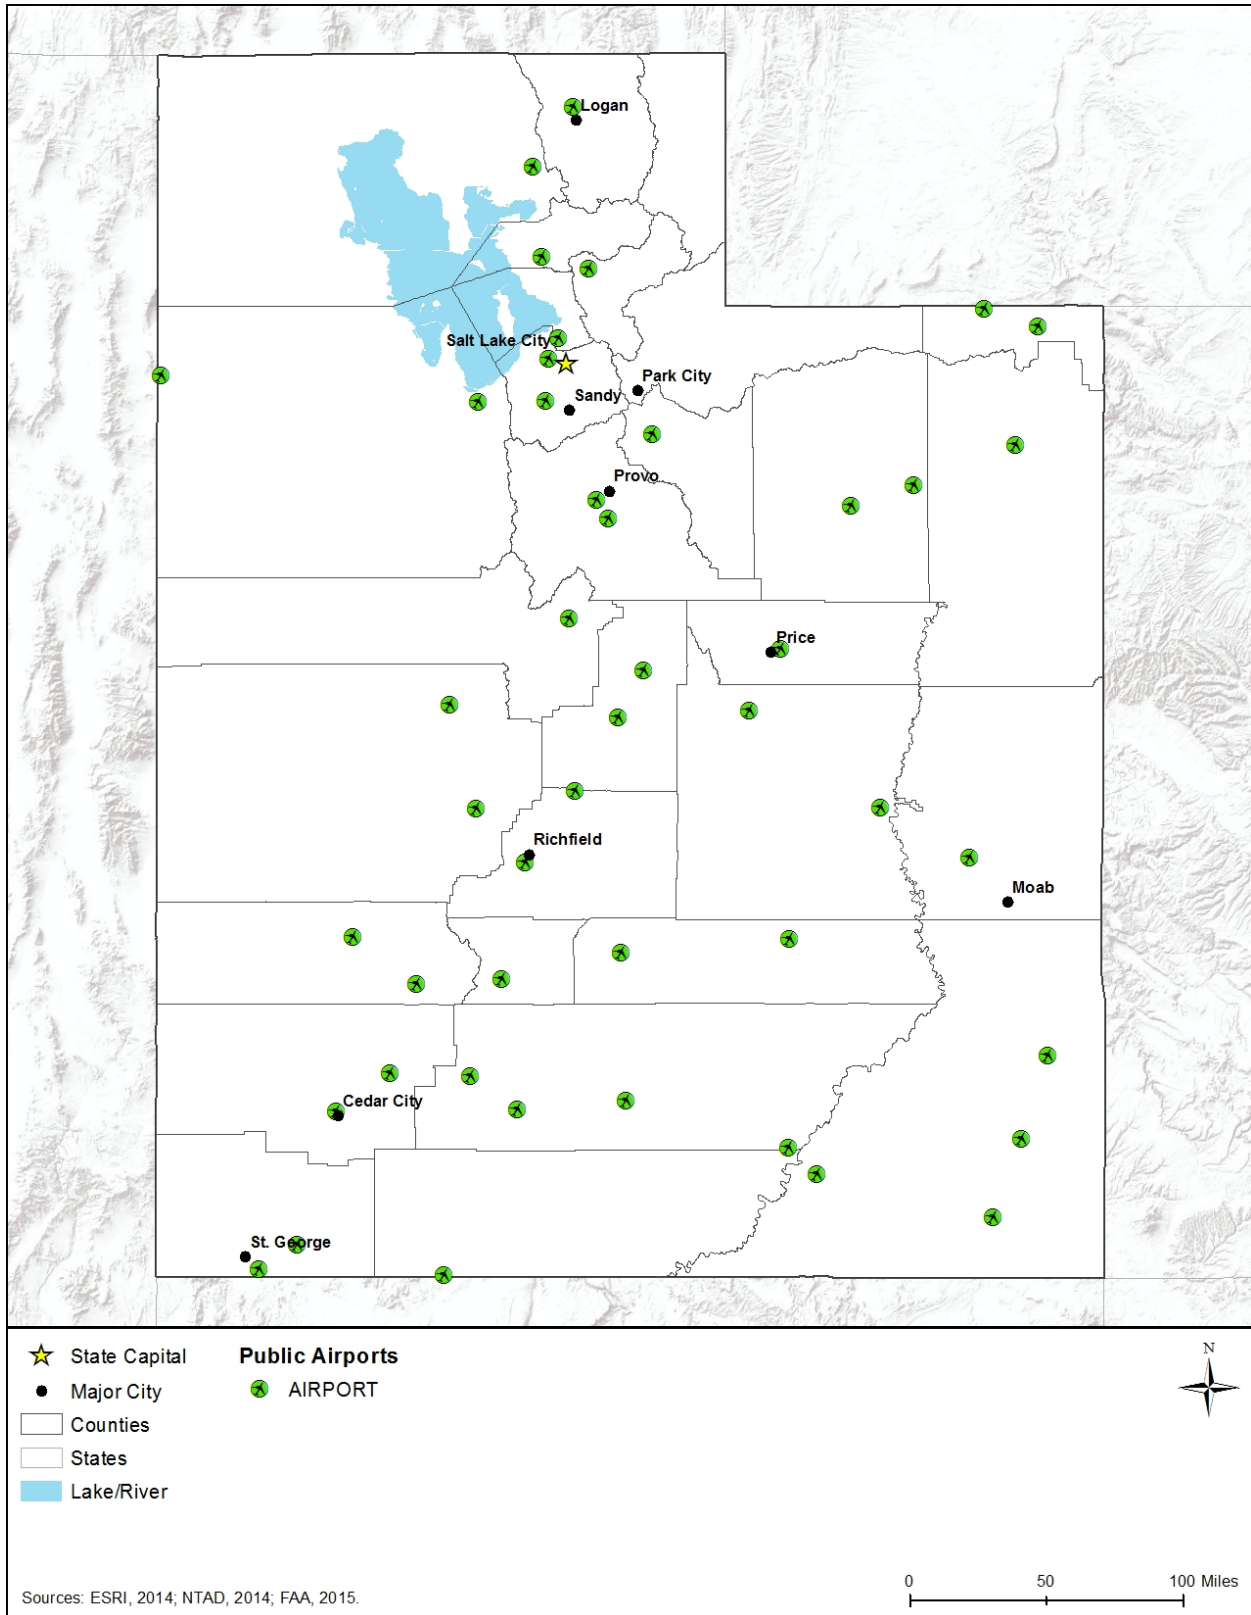 Logan
Salt Lake City
Park City
Sandy
Provo
Price
Richfield
Moab
Cedar City
St. George
State Capital
Major City
Counties
States
Lake/River
Public Airports
AIRPORT
N
0 50 100 Miles
Sources: ESRI, 2014; NTAD, 2014; FAA, 2015.